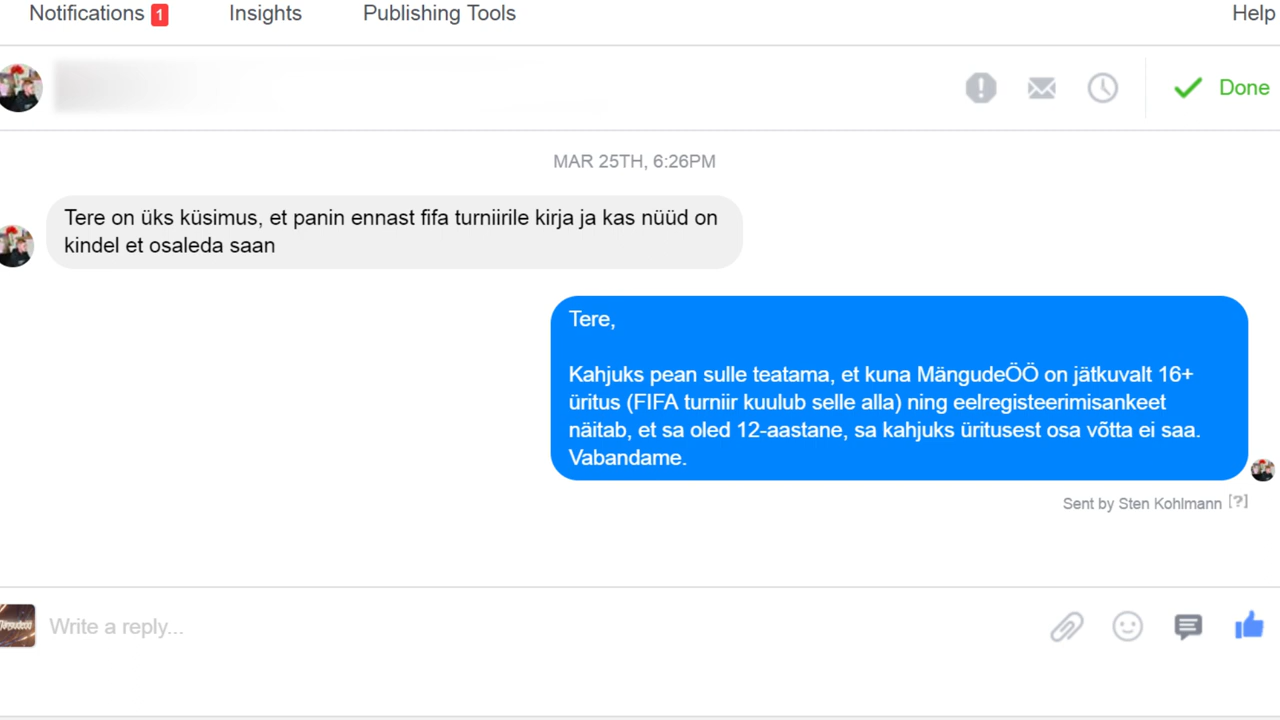 Notifications 1 Insights Publishing Tools Help
Done
MAR 25TH, 6:26PM
Tere on üks küsimus, et panin ennast fifa turniirile kirja ja kas nüüd on
kindel et osaleda saan
Tere,
Kahjuks pean sulle teatama, et kuna MängudeÖÖ on jätkuvalt 16+
üritus (FIFA turniir kuulub selle alla) ning eelregisteerimisankeet
näitab, et sa oled 12-aastane, sa kahjuks üritusest osa võtta ei saa.
Vabandame.
Sent by Sten Kohlmann [?]
Write a reply...